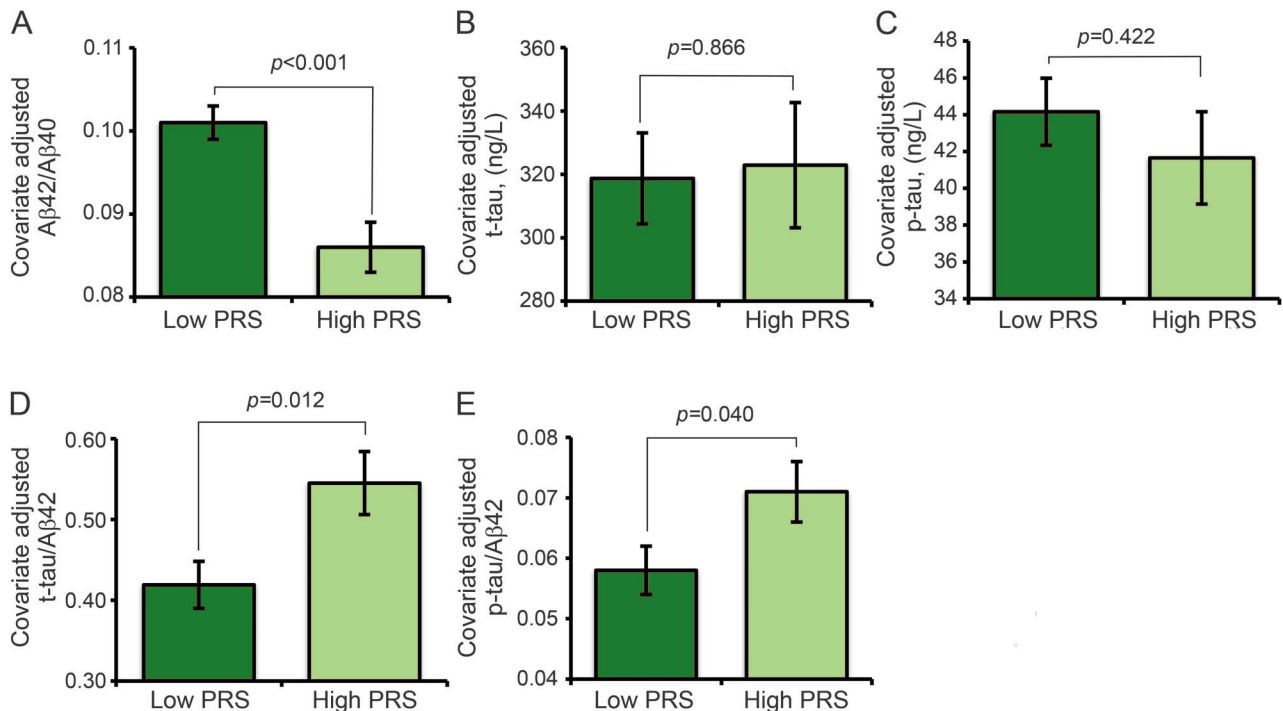 A
Covariate adjusted
Aβ42/Aβ40
0.11
0.10
0.09
0.08
p<0.001
Low PRS
High PRS
B
Covariate adjusted
t-tau, (ng/L)
360
340
320
300
280
p=0.866
Low PRS
High PRS
C
Covariate adjusted
p-tau, (ng/L)
46
44
42
40
38
36
34
p=0.422
Low PRS
High PRS
D
Covariate adjusted
t-tau/Aβ42
0.60
0.50
0.40
0.30
p=0.012
Low PRS
High PRS
E
Covariate adjusted
p-tau/Aβ42
0.08
0.07
0.06
0.05
0.04
p=0.040
Low PRS
High PRS